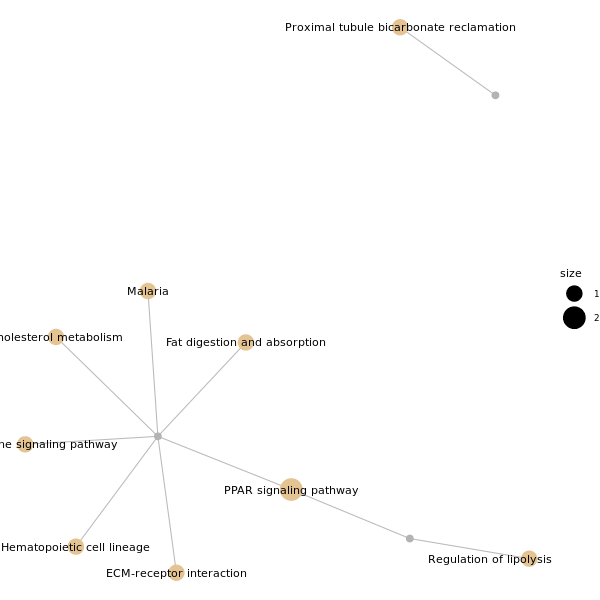 Proximal tubule bicarbonate reclamation
size
1
2
Malaria
holesterol metabolism
Fat digestion and absorption
ne signaling pathway
PPAR signaling pathway
Hematopoietic cell lineage
Regulation of lipolysis
ECM-receptor interaction